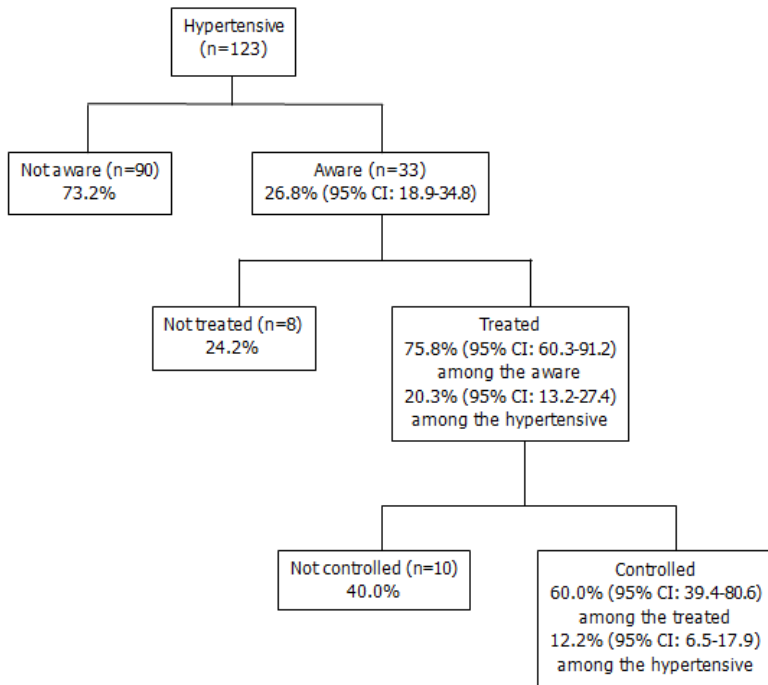 Hypertensive
(n=123)
Not aware (n=90)
73.2%
Aware (n=33)
26.8% (95% CI: 18.9-34.8)
Not treated (n=8)
24.2%
Treated
75.8% (95% CI: 60.3-91.2)
among the aware
20.3% (95% CI: 13.2-27.4)
among the hypertensive
Not controlled (n=10)
40.0%
Controlled
60.0% (95% CI: 39.4-80.6)
among the treated
12.2% (95% CI: 6.5-17.9)
among the hypertensive